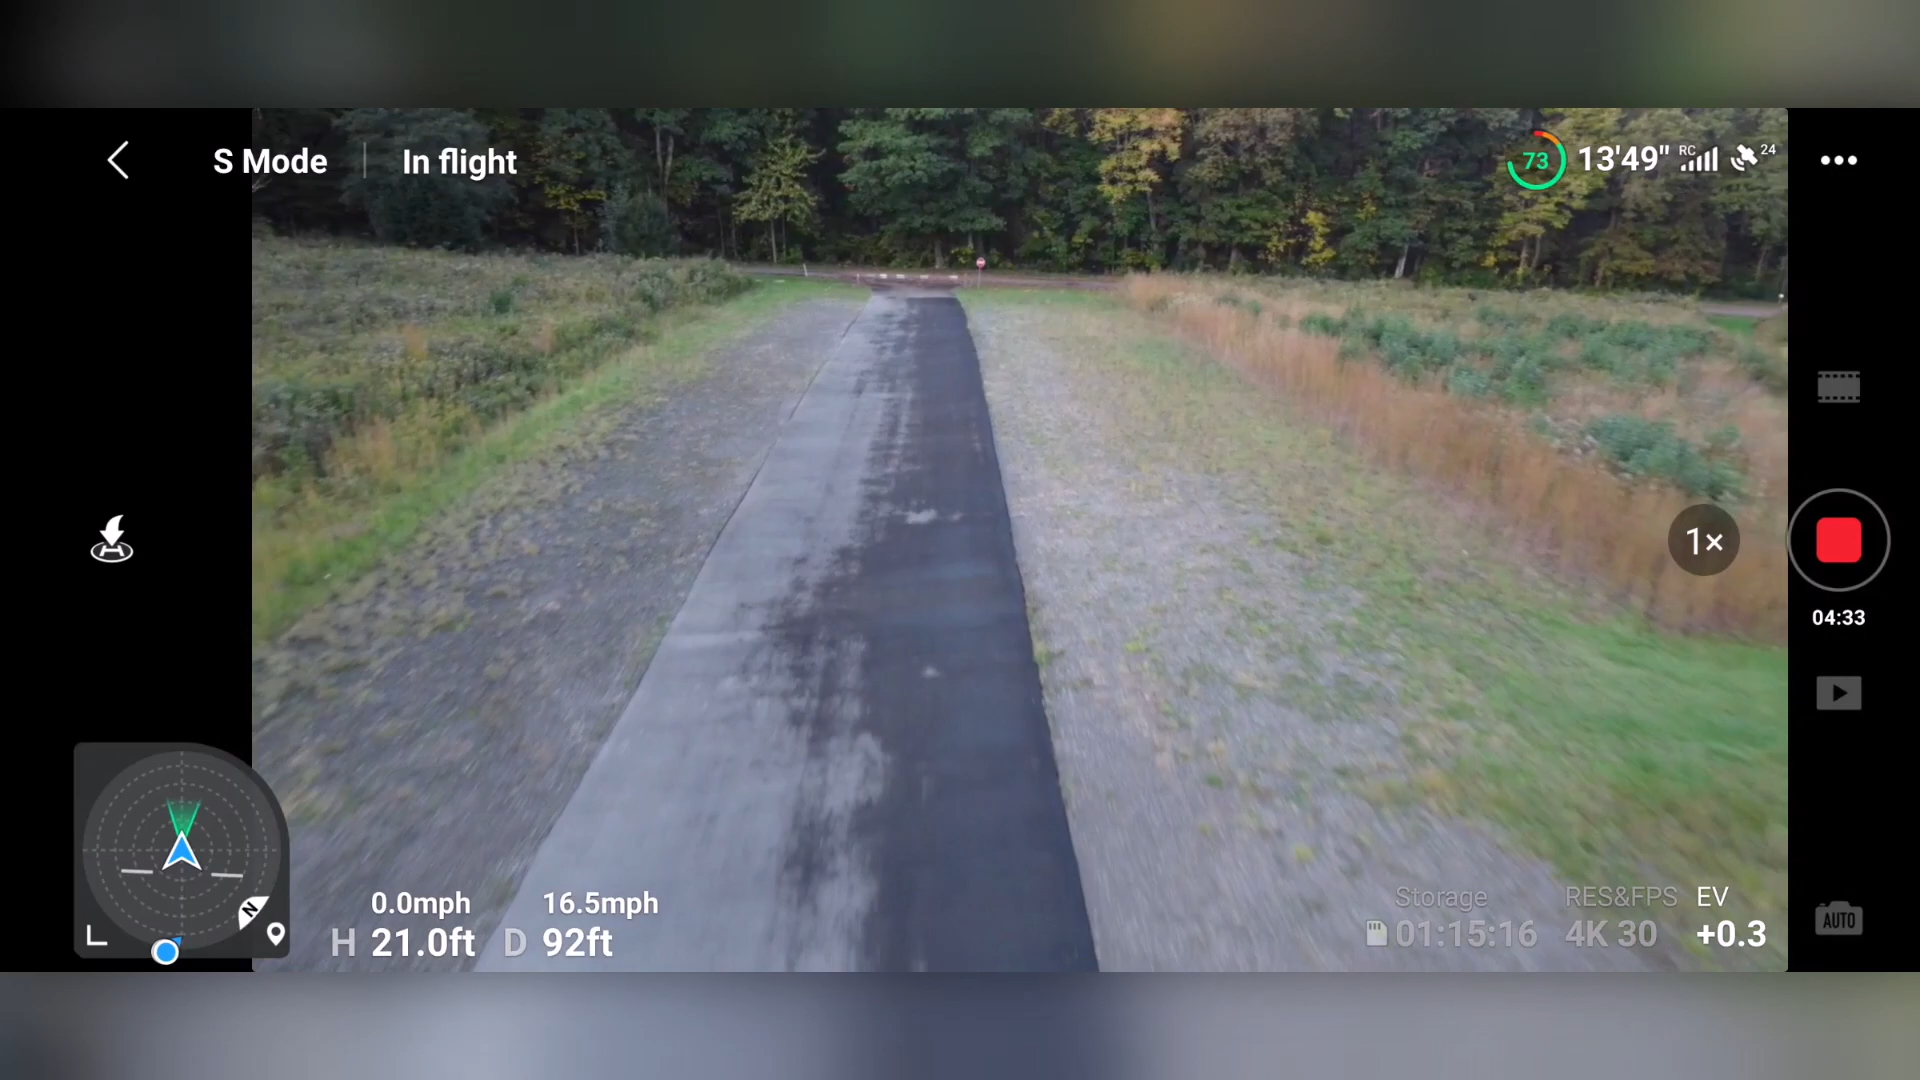 S Mode | In flight
73 13'49" RC 24
1×
04:33
N
0.0mph 16.5mph
H 21.0ft D 92ft
Storage RES&FPS EV
01:15:16 4K 30 +0.3
AUTO